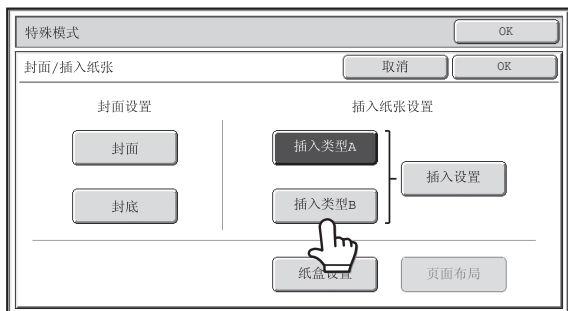 特殊模式 OK
封面/插入纸张 取消 OK
封面设置 插入纸张设置
封面 插入类型A
插入设置
封底 插入类型B
纸盒设置 页面布局